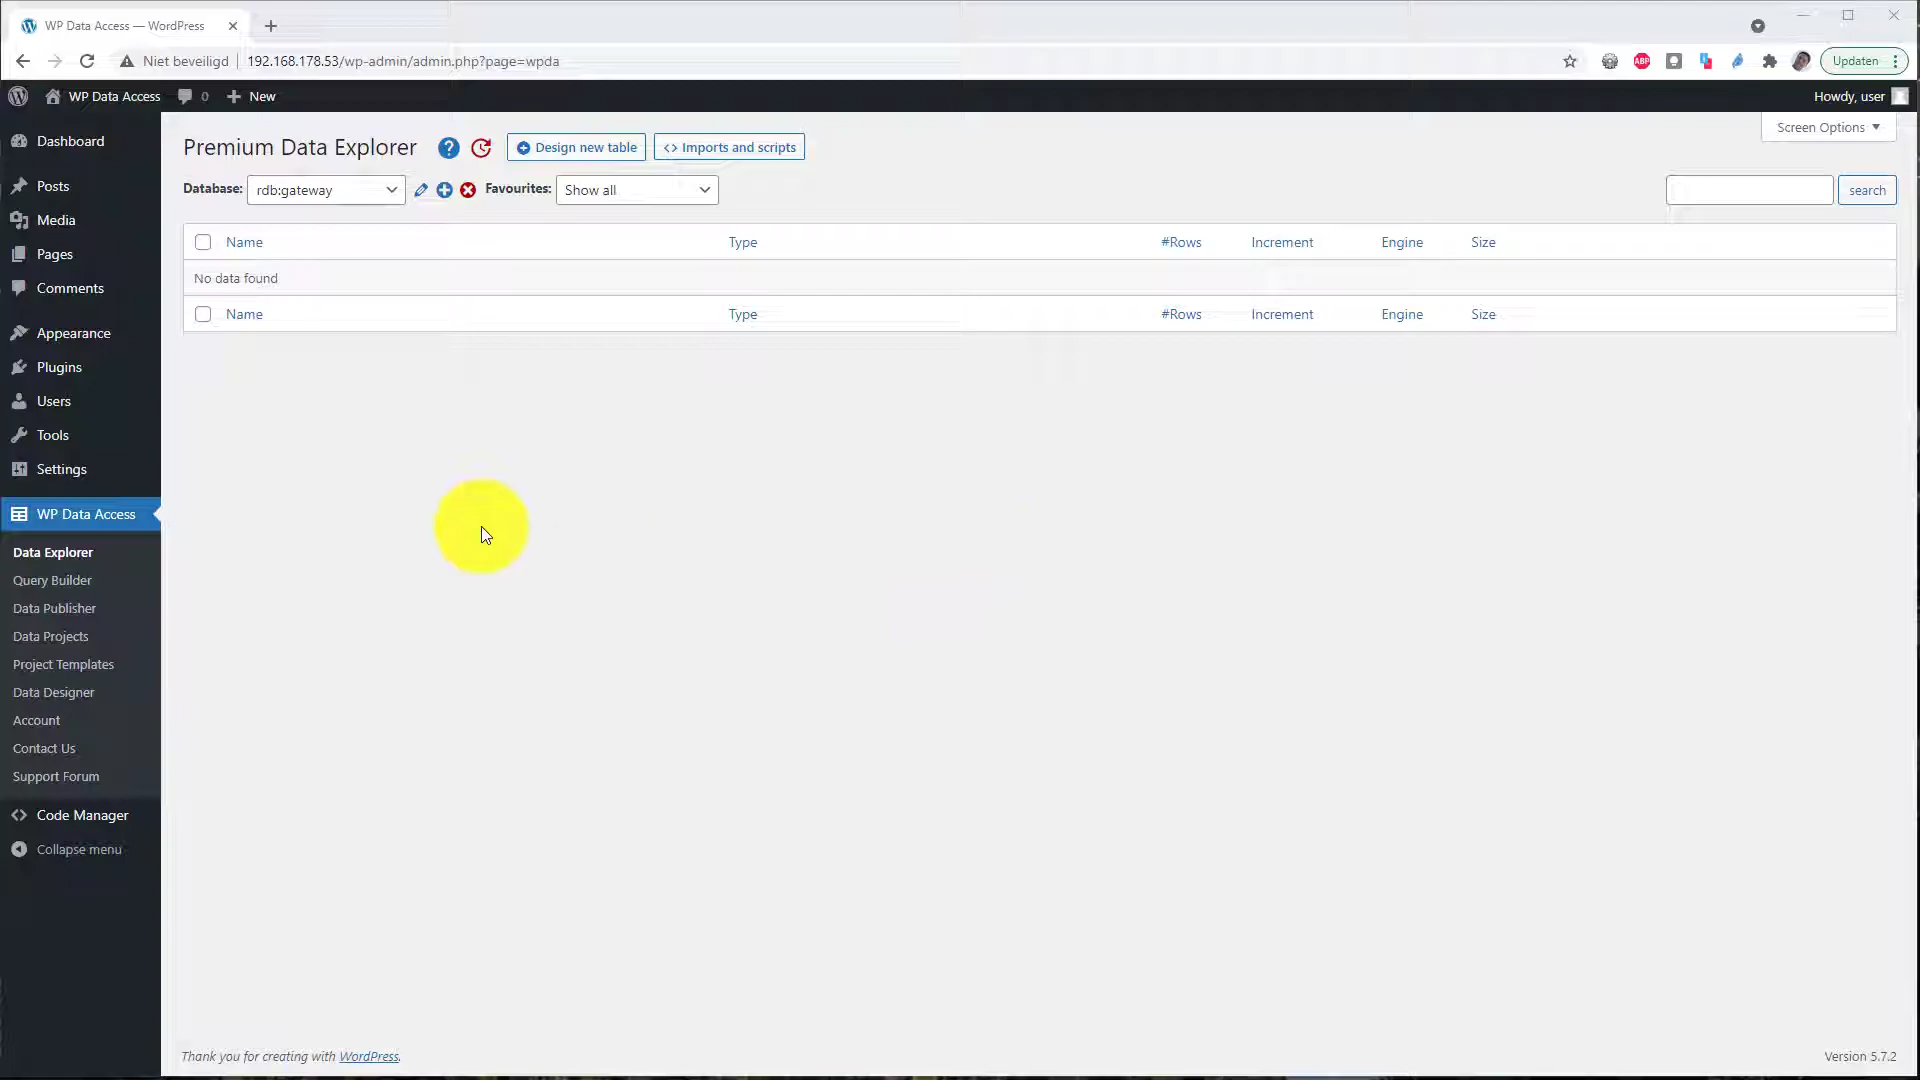 WP Data Access — WordPress
Niet beveiligd
192.168.178.53/wp-admin/admin.php?page=wpda
ABP
Updaten
WP Data Access
0
New
Howdy, user
Dashboard
Posts
Media
Pages
Comments
Appearance
Plugins
Users
Tools
Settings
WP Data Access
Data Explorer
Query Builder
Data Publisher
Data Projects
Project Templates
Data Designer
Account
Contact Us
Support Forum
Code Manager
Collapse menu
Screen Options
Premium Data Explorer
Design new table
<> Imports and scripts
Database: rdb:gateway
Favourites: Show all
search
Name Type #Rows Increment Engine Size
No data found
Name Type #Rows Increment Engine Size
Thank you for creating with WordPress.
Version 5.7.2